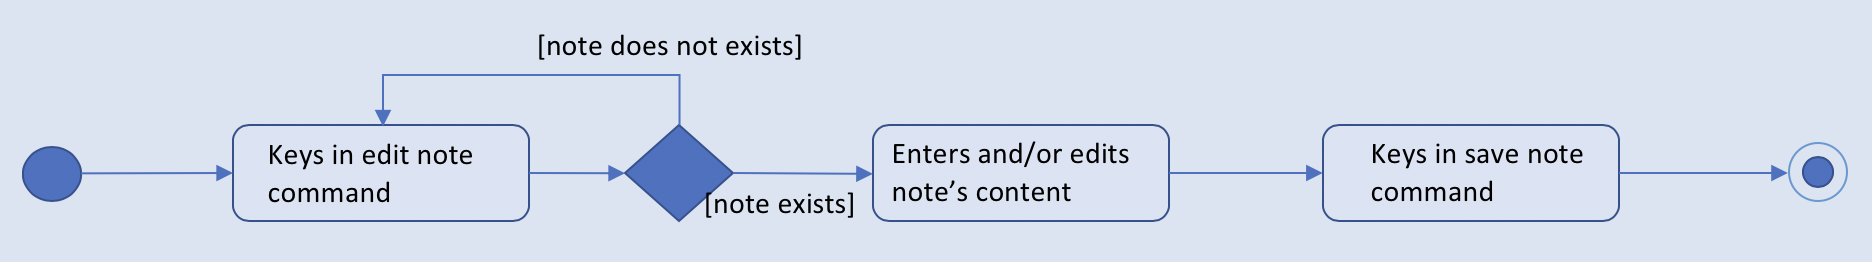 [note does not exists]
Keys in edit note
command
[note exists]
Enters and/or edits
note’s content
Keys in save note
command